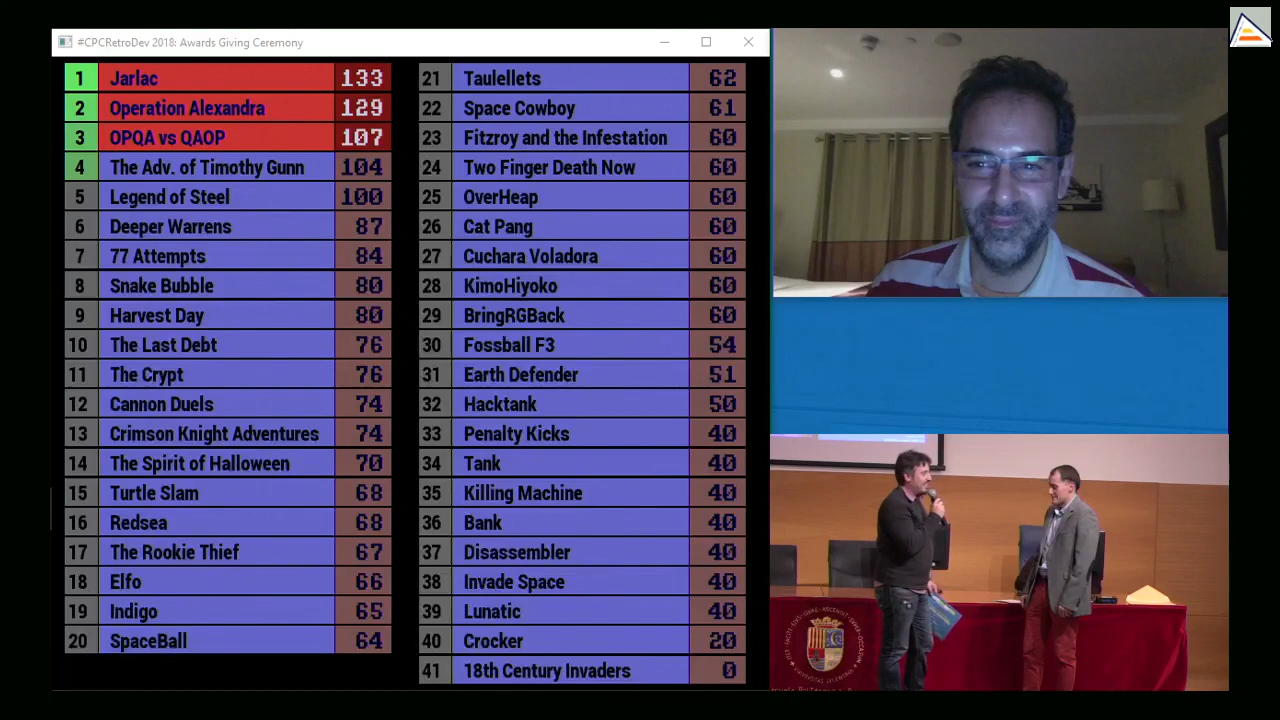 #CPCRetroDev 2018: Awards Giving Ceremony
1 Jarlac 133
2 Operation Alexandra 129
3 OPQA vs QAOP 107
4 The Adv. of Timothy Gunn 104
5 Legend of Steel 100
6 Deeper Warrens 87
7 77 Attempts 84
8 Snake Bubble 80
9 Harvest Day 80
10 The Last Debt 76
11 The Crypt 76
12 Cannon Duels 74
13 Crimson Knight Adventures 74
14 The Spirit of Halloween 70
15 Turtle Slam 68
16 Redsea 68
17 The Rookie Thief 67
18 Elfo 66
19 Indigo 65
20 SpaceBall 64
21 Taulellets 62
22 Space Cowboy 61
23 Fitzroy and the Infestation 60
24 Two Finger Death Now 60
25 OverHeap 60
26 Cat Pang 60
27 Cuchara Voladora 60
28 KimoHiyoko 60
29 BringRGBack 60
30 Fossball F3 54
31 Earth Defender 51
32 Hacktank 50
33 Penalty Kicks 40
34 Tank 40
35 Killing Machine 40
36 Bank 40
37 Disassembler 40
38 Invade Space 40
39 Lunatic 40
40 Crocker 20
41 18th Century Invaders 0